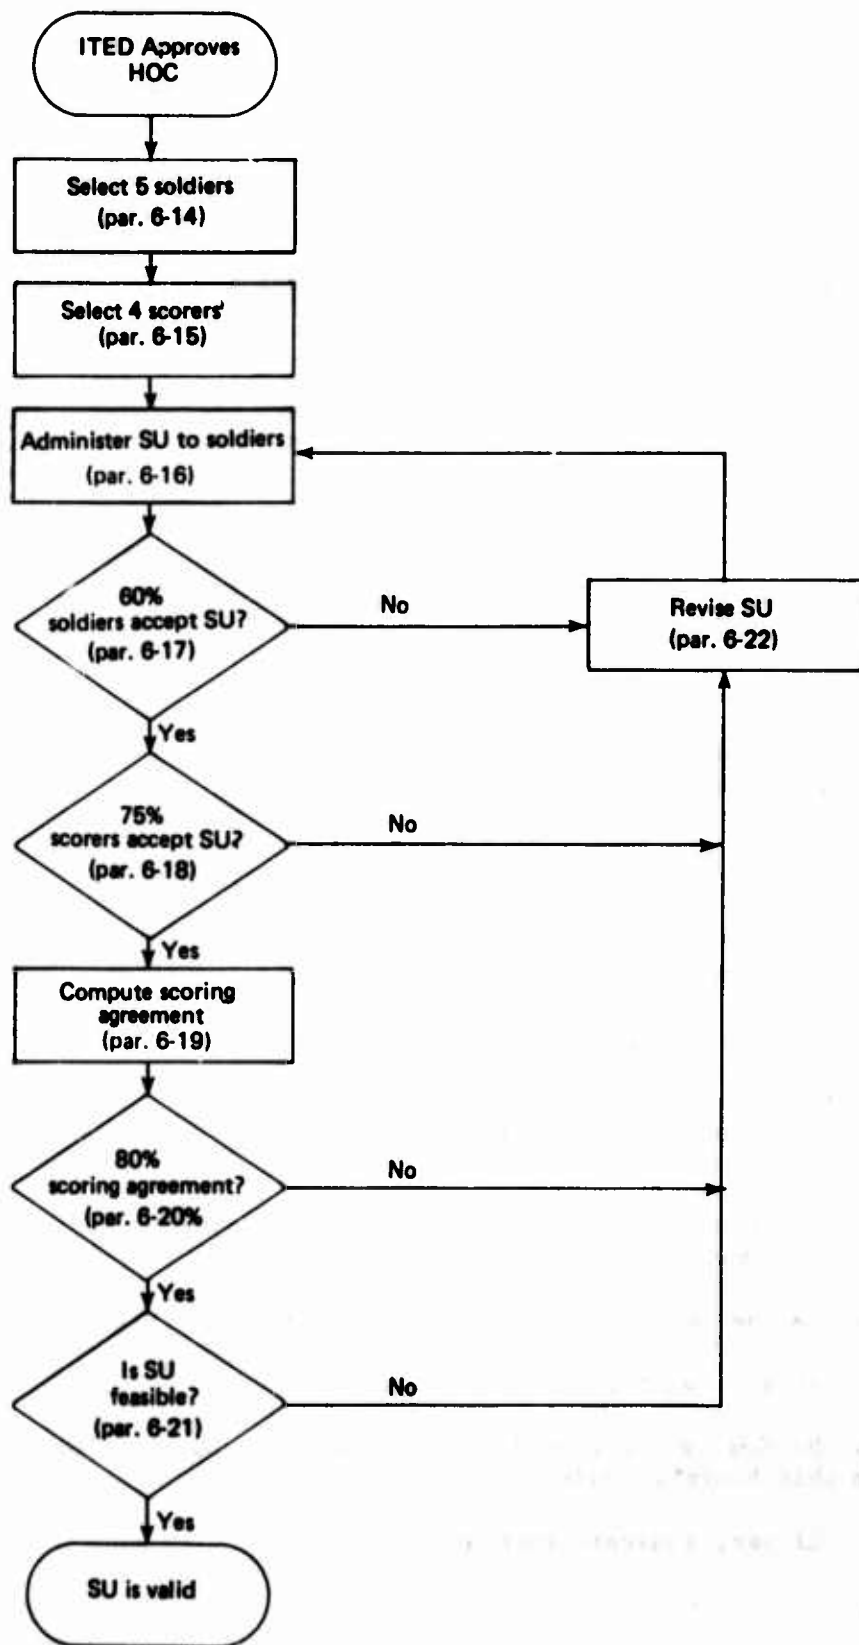 ITED Approves
HOC
Select 5 soldiers
(par. 6-14)
Select 4 scorers'
(par. 6-15)
Administer SU to soldiers
(par. 6-16)
60%
soldiers accept SU?
(par. 6-17)
No
Revise SU
(par. 6-22)
Yes
75%
scorers accept SU?
(par. 6-18)
No
Yes
Compute scoring
agreement
(par. 6-19)
80%
scoring agreement?
(par. 6-20%
No
Yes
Is SU
feasible?
(par. 6-21)
No
Yes
SU is valid